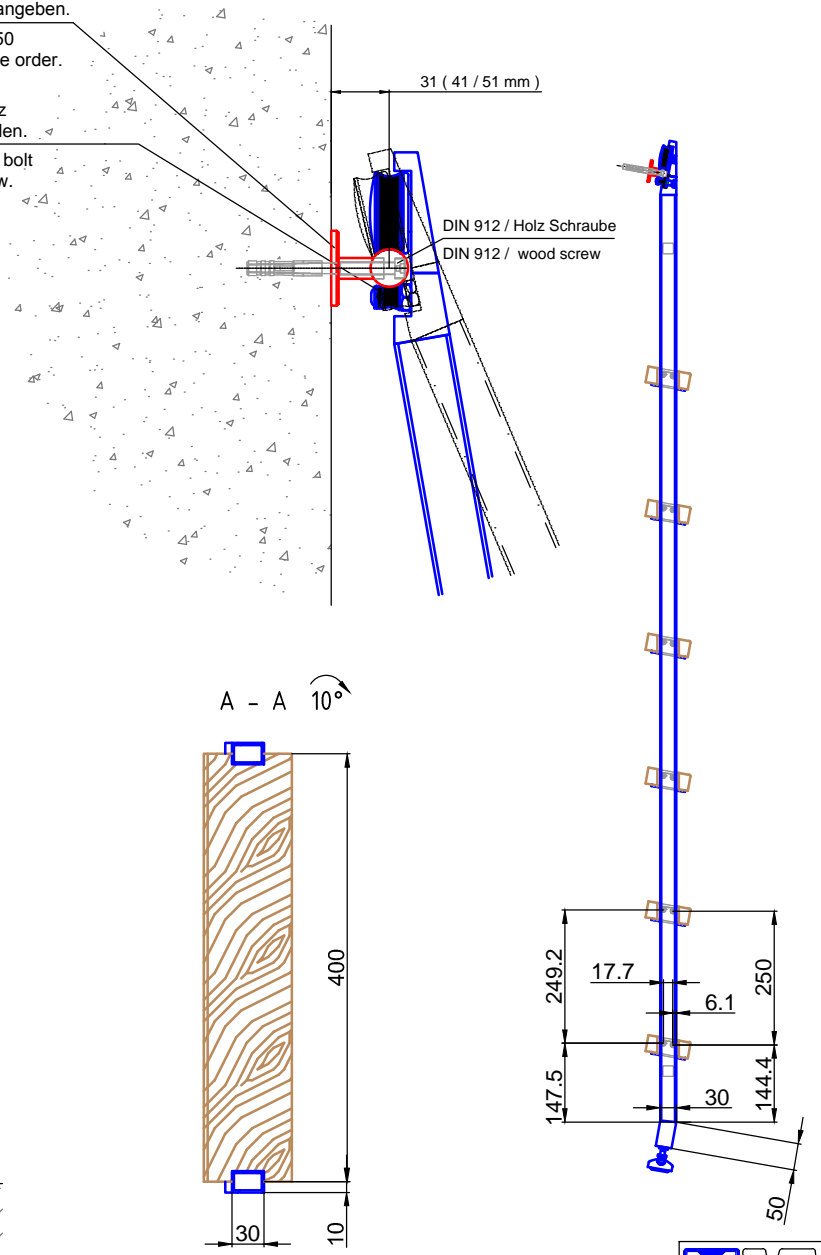 angeben.
50
e order.
z
len.
bolt
w.
31 ( 41 / 51 mm )
DIN 912 / Holz Schraube
DIN 912 / wood screw
A - A 10°
400
30
10
249.2
17.7
250
6.1
147.5
30
144.4
50